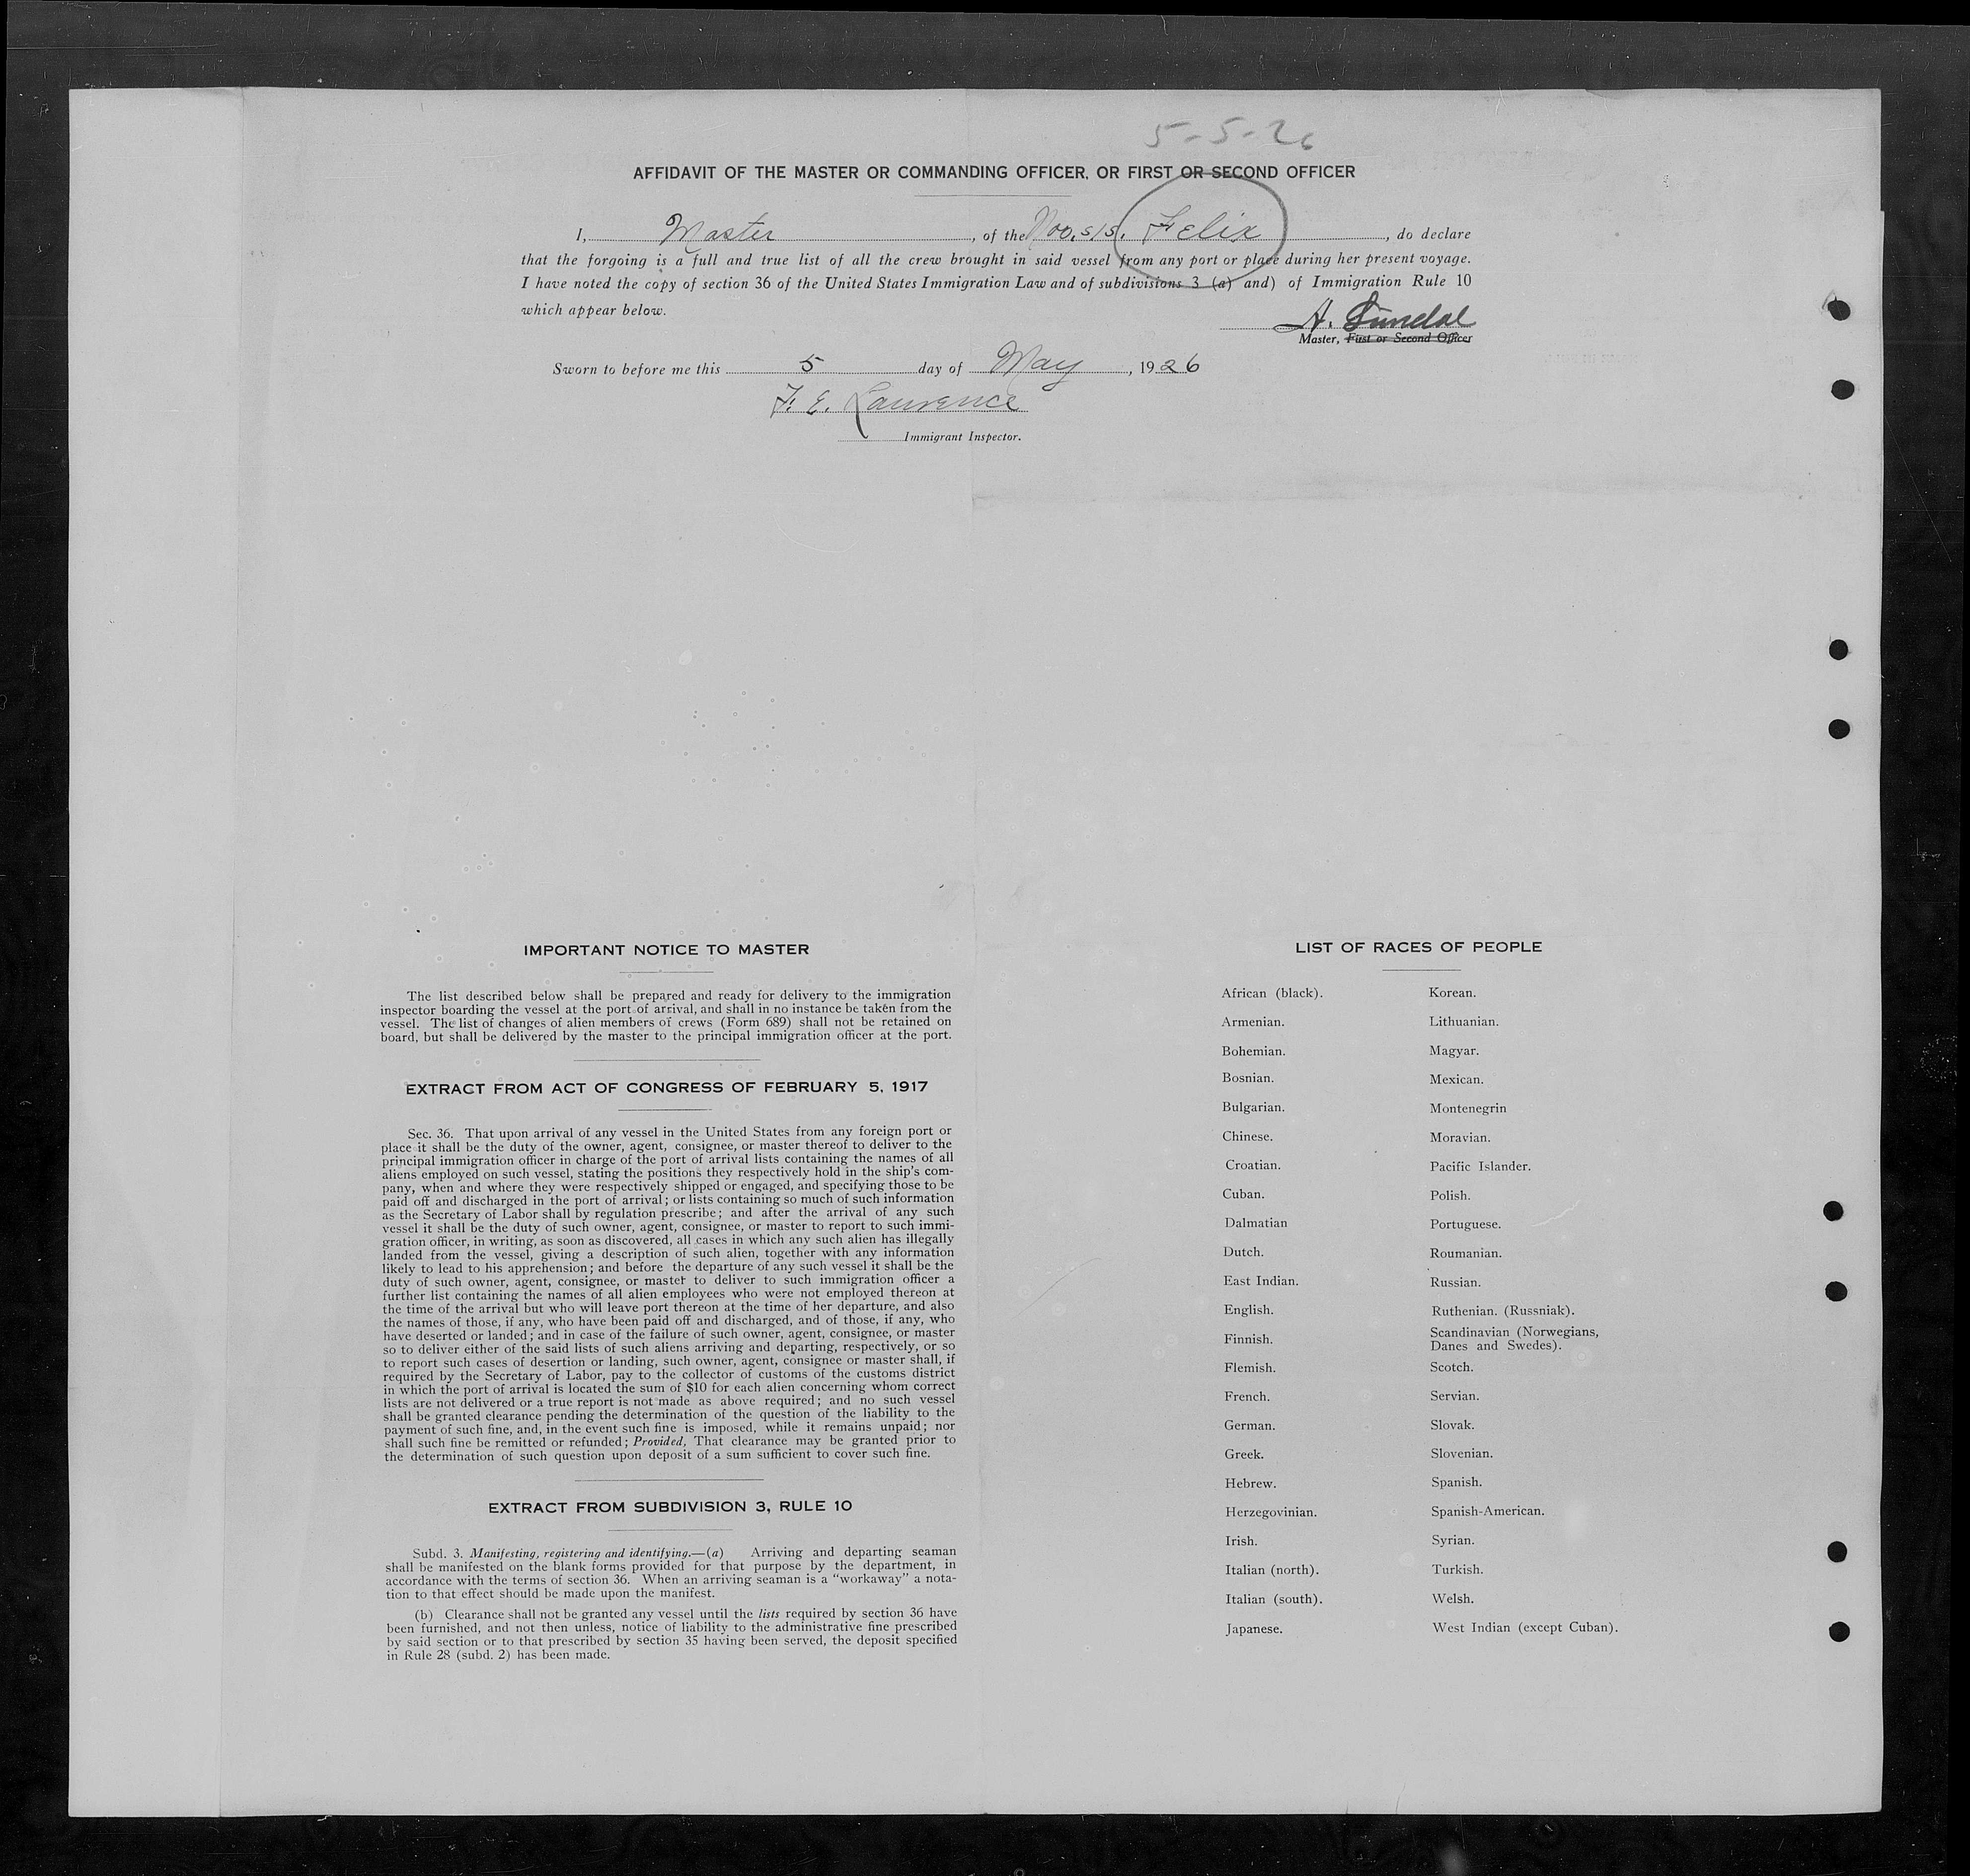 5-5-26
AFFIDAVIT OF THE MASTER OR COMMANDING OFFICER, OR FIRST OR SECOND OFFICER
I, Master, of the Noo, s/s. Felix, do declare
that the forgoing is a full and true list of all the crew brought in said vessel from any port or place during her present voyage.
I have noted the copy of section 36 of the United States Immigration Law and of subdivisions 3 (a) and) of Immigration Rule 10
which appear below.
A. Sundal
Master, First or Second Officer
Sworn to before me this 5 day of May, 1926
F. E. Laurence
Immigrant Inspector.
IMPORTANT NOTICE TO MASTER
The list described below shall be prepared and ready for delivery to the immigration
inspector boarding the vessel at the port of arrival, and shall in no instance be taken from the
vessel. The list of changes of alien members of crews (Form 689) shall not be retained on
board, but shall be delivered by the master to the principal immigration officer at the port.
EXTRACT FROM ACT OF CONGRESS OF FEBRUARY 5, 1917
Sec. 36. That upon arrival of any vessel in the United States from any foreign port or
place it shall be the duty of the owner, agent, consignee, or master thereof to deliver to the
principal immigration officer in charge of the port of arrival lists containing the names of all
aliens employed on such vessel, stating the positions they respectively hold in the ship's com-
pany, when and where they were respectively shipped or engaged, and specifying those to be
paid off and discharged in the port of arrival; or lists containing so much of such information
as the Secretary of Labor shall by regulation prescribe; and after the arrival of any such
vessel it shall be the duty of such owner, agent, consignee, or master to report to such immi-
gration officer, in writing, as soon as discovered, all cases in which any such alien has illegally
landed from the vessel, giving a description of such alien, together with any information
likely to lead to his apprehension; and before the departure of any such vessel it shall be the
duty of such owner, agent, consignee, or master to deliver to such immigration officer a
further list containing the names of all alien employees who were not employed thereon at
the time of the arrival but who will leave port thereon at the time of her departure, and also
the names of those, if any, who have been paid off and discharged, and of those, if any, who
have deserted or landed; and in case of the failure of such owner, agent, consignee, or master
so to deliver either of the said lists of such aliens arriving and departing, respectively, or so
to report such cases of desertion or landing, such owner, agent, consignee or master shall, if
required by the Secretary of Labor, pay to the collector of customs of the customs district
in which the port of arrival is located the sum of $10 for each alien concerning whom correct
lists are not delivered or a true report is not made as above required; and no such vessel
shall be granted clearance pending the determination of the question of the liability to the
payment of such fine, and, in the event such fine is imposed, while it remains unpaid; nor
shall such fine be remitted or refunded; Provided, That clearance may be granted prior to
the determination of such question upon deposit of a sum sufficient to cover such fine.
EXTRACT FROM SUBDIVISION 3, RULE 10
Subd. 3. Manifesting, registering and identifying.—(a) Arriving and departing seaman
shall be manifested on the blank forms provided for that purpose by the department, in
accordance with the terms of section 36. When an arriving seaman is a "workaway" a nota-
tion to that effect should be made upon the manifest.
(b) Clearance shall not be granted any vessel until the lists required by section 36 have
been furnished, and not then unless, notice of liability to the administrative fine prescribed
by said section or to that prescribed by section 35 having been served, the deposit specified
in Rule 28 (subd. 2) has been made.
LIST OF RACES OF PEOPLE
African (black).
Armenian.
Bohemian.
Bosnian.
Bulgarian.
Chinese.
Croatian.
Cuban.
Dalmatian
Dutch.
East Indian.
English.
Finnish.
Flemish.
French.
German.
Greek.
Hebrew.
Herzegovinian.
Irish.
Italian (north).
Italian (south).
Japanese.
Korean.
Lithuanian.
Magyar.
Mexican.
Montenegrin
Moravian.
Pacific Islander.
Polish.
Portuguese.
Roumanian.
Russian.
Ruthenian. (Russniak).
Scandinavian (Norwegians,
Danes and Swedes).
Scotch.
Servian.
Slovak.
Slovenian.
Spanish.
Spanish-American.
Syrian.
Turkish.
Welsh.
West Indian (except Cuban).